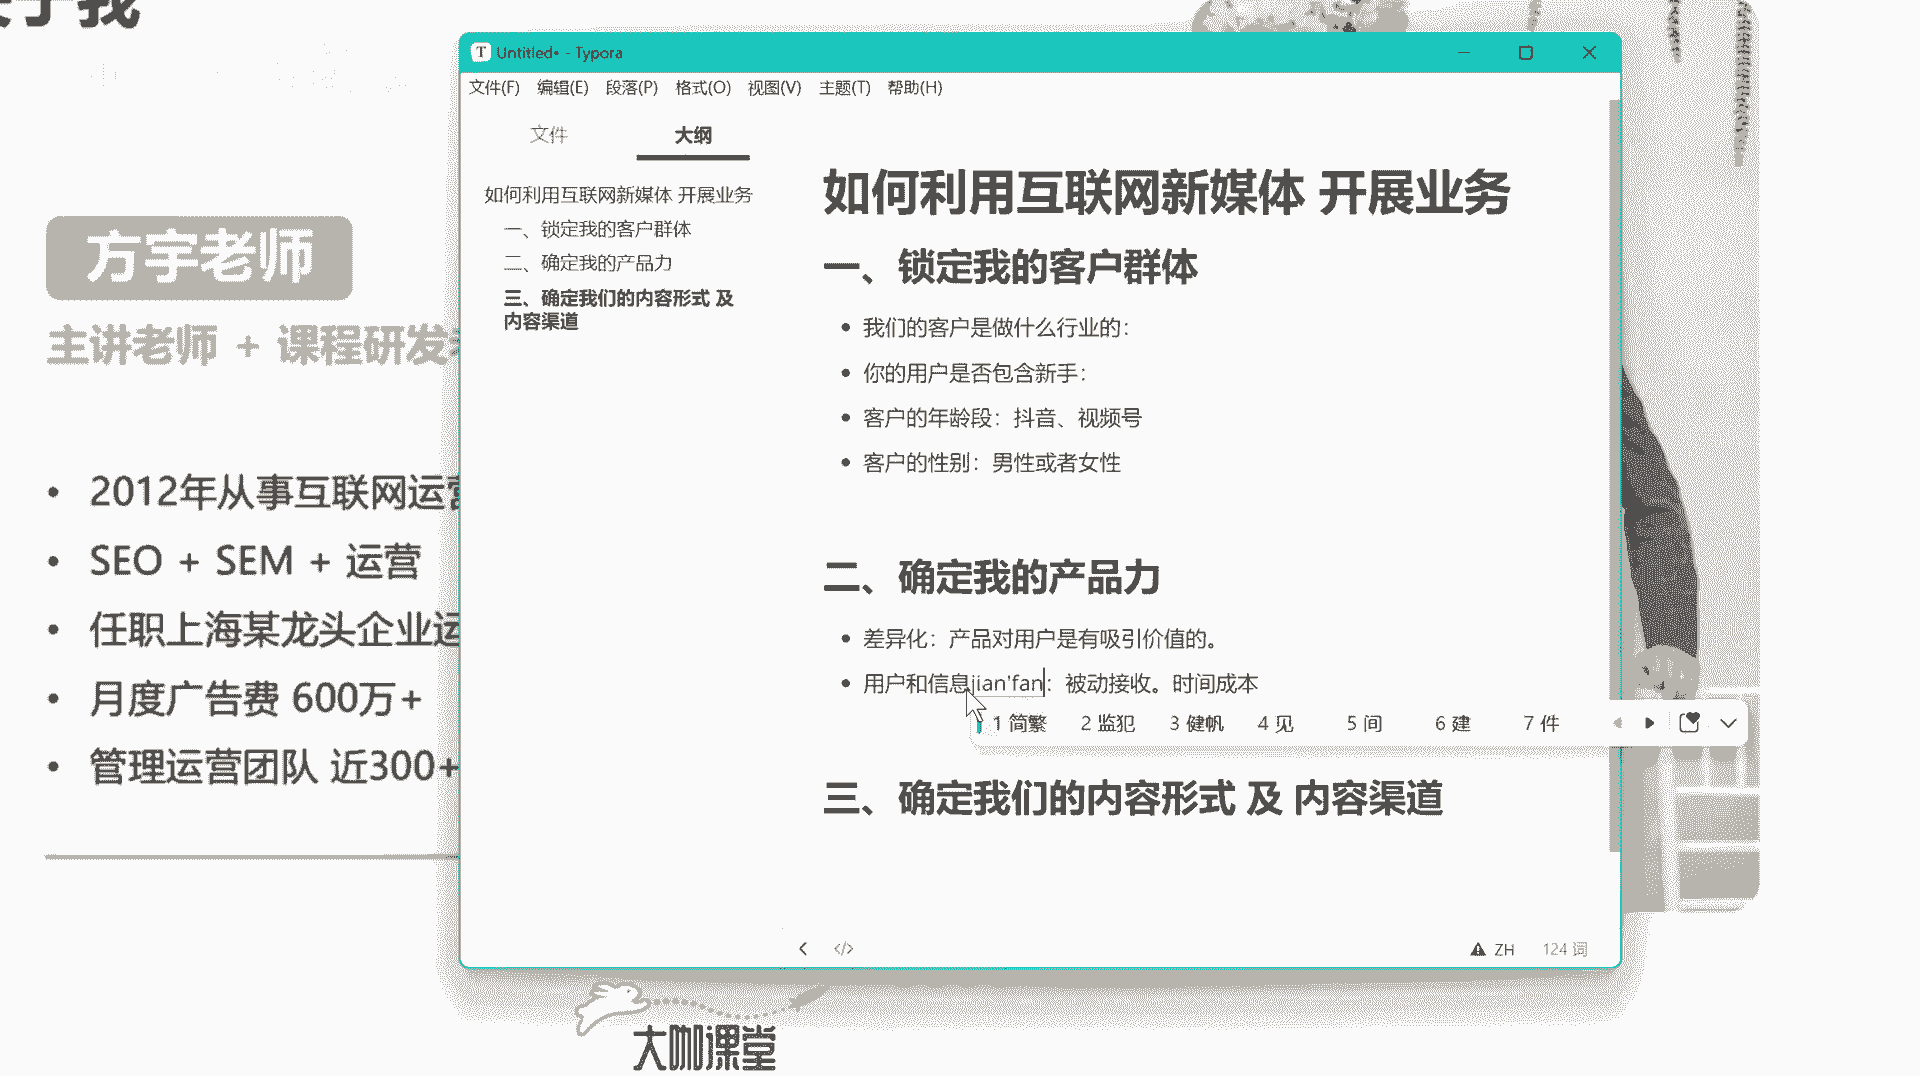 Untitled• - Typora
文件(F) 编辑(E) 段落(P) 格式(O) 视图(V) 主题(T) 帮助(H)
文件 大纲
如何利用互联网新媒体 开展业务
一、锁定我的客户群体
二、确定我的产品力
三、确定我们的内容形式 及
内容渠道
如何利用互联网新媒体 开展业务
一、锁定我的客户群体
• 我们的客户是做什么行业的：
• 你的用户是否包含新手：
• 客户的年龄段：抖音、视频号
• 客户的性别：男性或者女性
二、确定我的产品力
• 差异化：产品对用户是有吸引价值的。
• 用户和信息jian'fan：被动接收。时间成本
1 简繁 2 监犯 3 健帆 4 见 5 间 6 建 7 件
三、确定我们的内容形式 及 内容渠道
</> ZH 124 词
方宇老师
主讲老师 + 课程研发
• 2012年从事互联网运营
• SEO + SEM + 运营
• 任职上海某龙头企业运
• 月度广告费 600万+
• 管理运营团队 近300+
大咖课堂